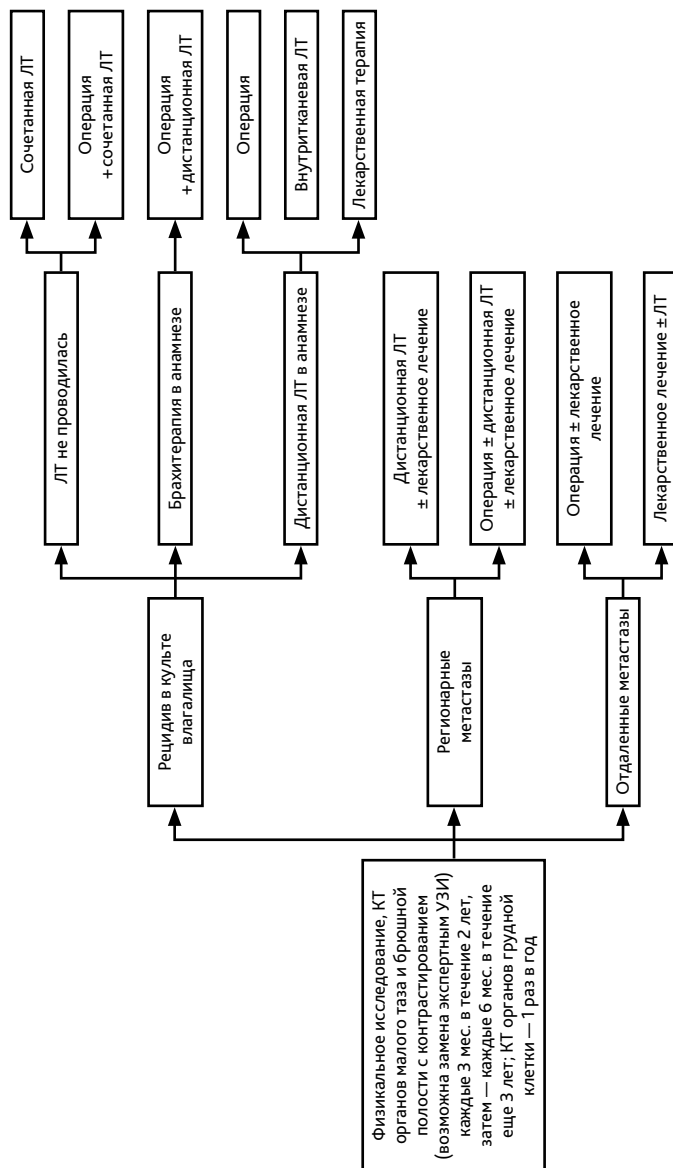 Физикальное исследование, КТ
органов малого таза и брюшной
полости с контрастированием
(возможна замена экспертным УЗИ)
каждые 3 мес. в течение 2 лет,
затем — каждые 6 мес. в течение
еще 3 лет; КТ органов грудной
клетки — 1 раз в год
Рецидив в культе
влагалища
Регионарные
метастазы
Отдаленные метастазы
ЛТ не проводилась
Брахитерапия в анамнезе
Дистанционная ЛТ в анамнезе
Дистанционная ЛТ
± лекарственное лечение
Операция ± дистанционная ЛТ
± лекарственное лечение
Операция ± лекарственное
лечение
Лекарственное лечение ± ЛТ
Сочетанная ЛТ
Операция
+ сочетанная ЛТ
Операция
+ дистанционная ЛТ
Операция
Внутритканевая ЛТ
Лекарственная терапия